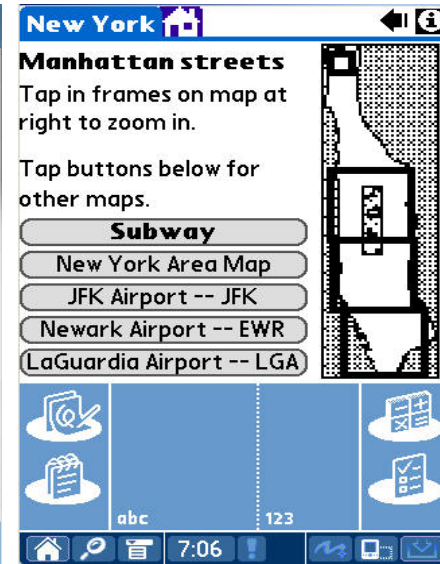 New York
Manhattan streets
Tap in frames on map at
right to zoom in.
Tap buttons below for
other maps.
Subway
New York Area Map
JFK Airport -- JFK
Newark Airport -- EWR
LaGuardia Airport -- LGA
abc
123
7:06